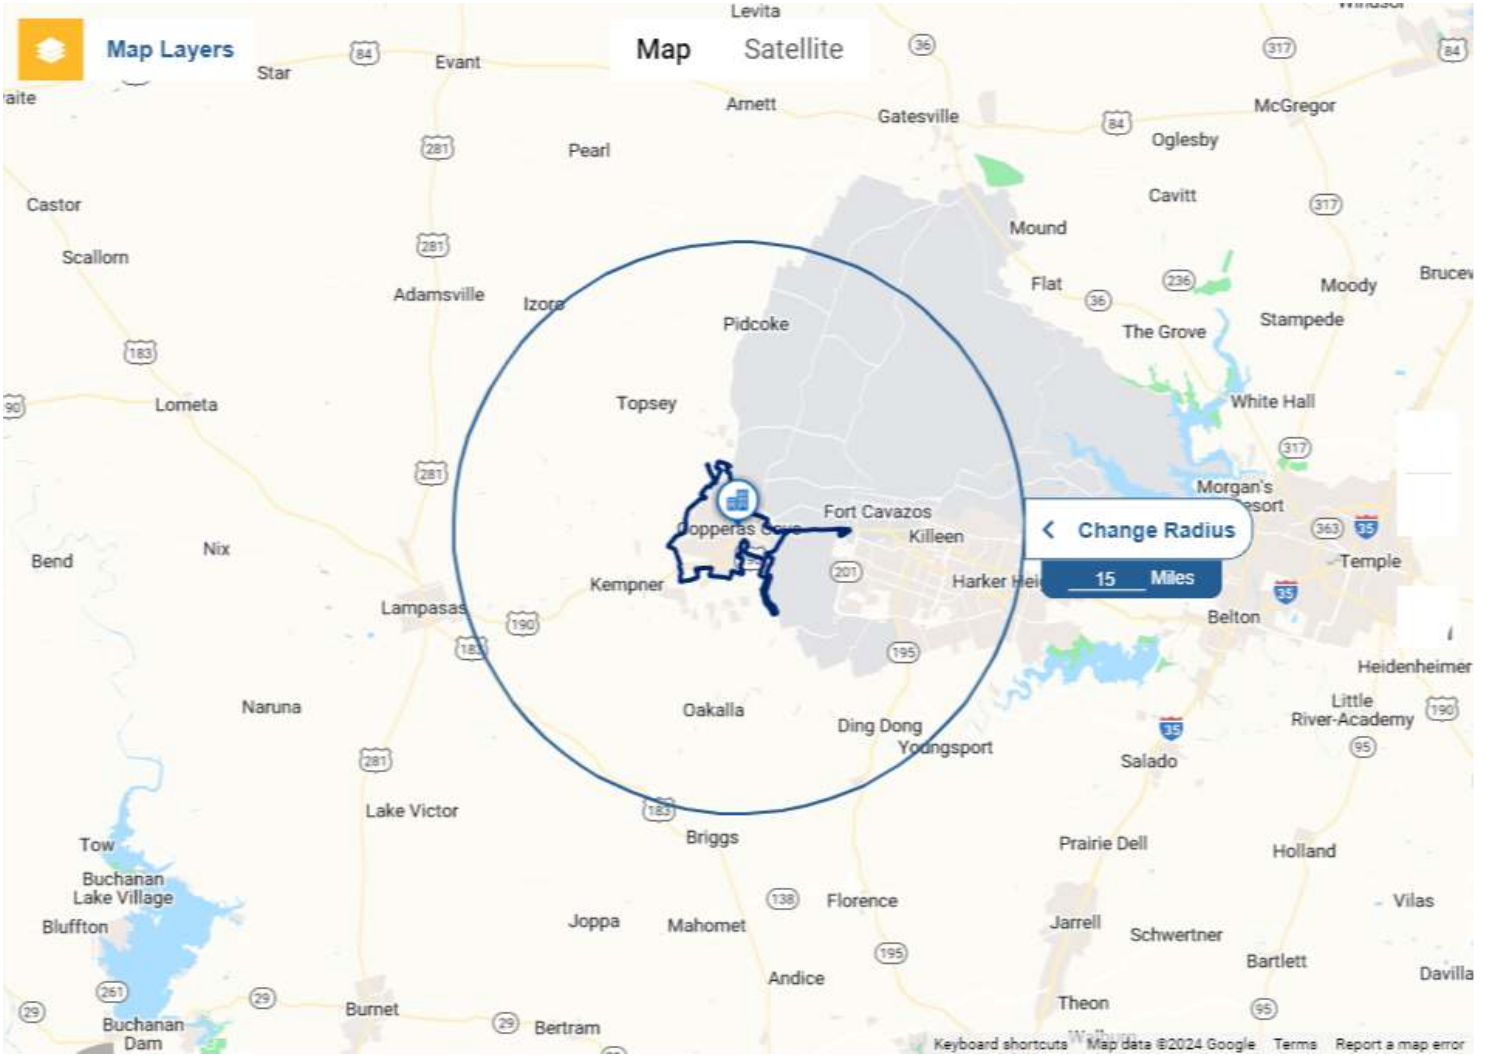 Levita
Map Layers
Map
Satellite
36
317
84
84
Star
Evant
aite
Arnett
Gatesville
McGregor
84
Oglesby
281
Pearl
Cavitt
Castor
317
Mound
281
Scallorn
Flat
236
Moody
Adamsville
Izoro
36
Pidcoke
The Grove
Stampede
183
Lometa
Topsey
White Hall
90
317
281
Morgan's
Fort Cavazos
Copperas Cove
Change Radius
363
35
Killeen
Nix
Bend
Temple
Kempner
201
15 Miles
35
Lampasas
Belton
190
195
Heidenheimer
Naruna
Oakalla
Little
River-Academy
190
Ding Dong
Youngsport
35
95
281
Salado
Lake Victor
183
Briggs
Tow
Prairie Dell
Holland
Buchanan
Lake Village
138
Florence
Vilas
Bluffton
Joppa
Mahomet
Jarrell
Schwertner
195
Bartlett
Andice
Davilla
261
29
29
Burnet
Theon
95
29
Bertram
Buchanan
Dam
Keyboard shortcuts
Map data ©2024 Google
Terms
Report a map error